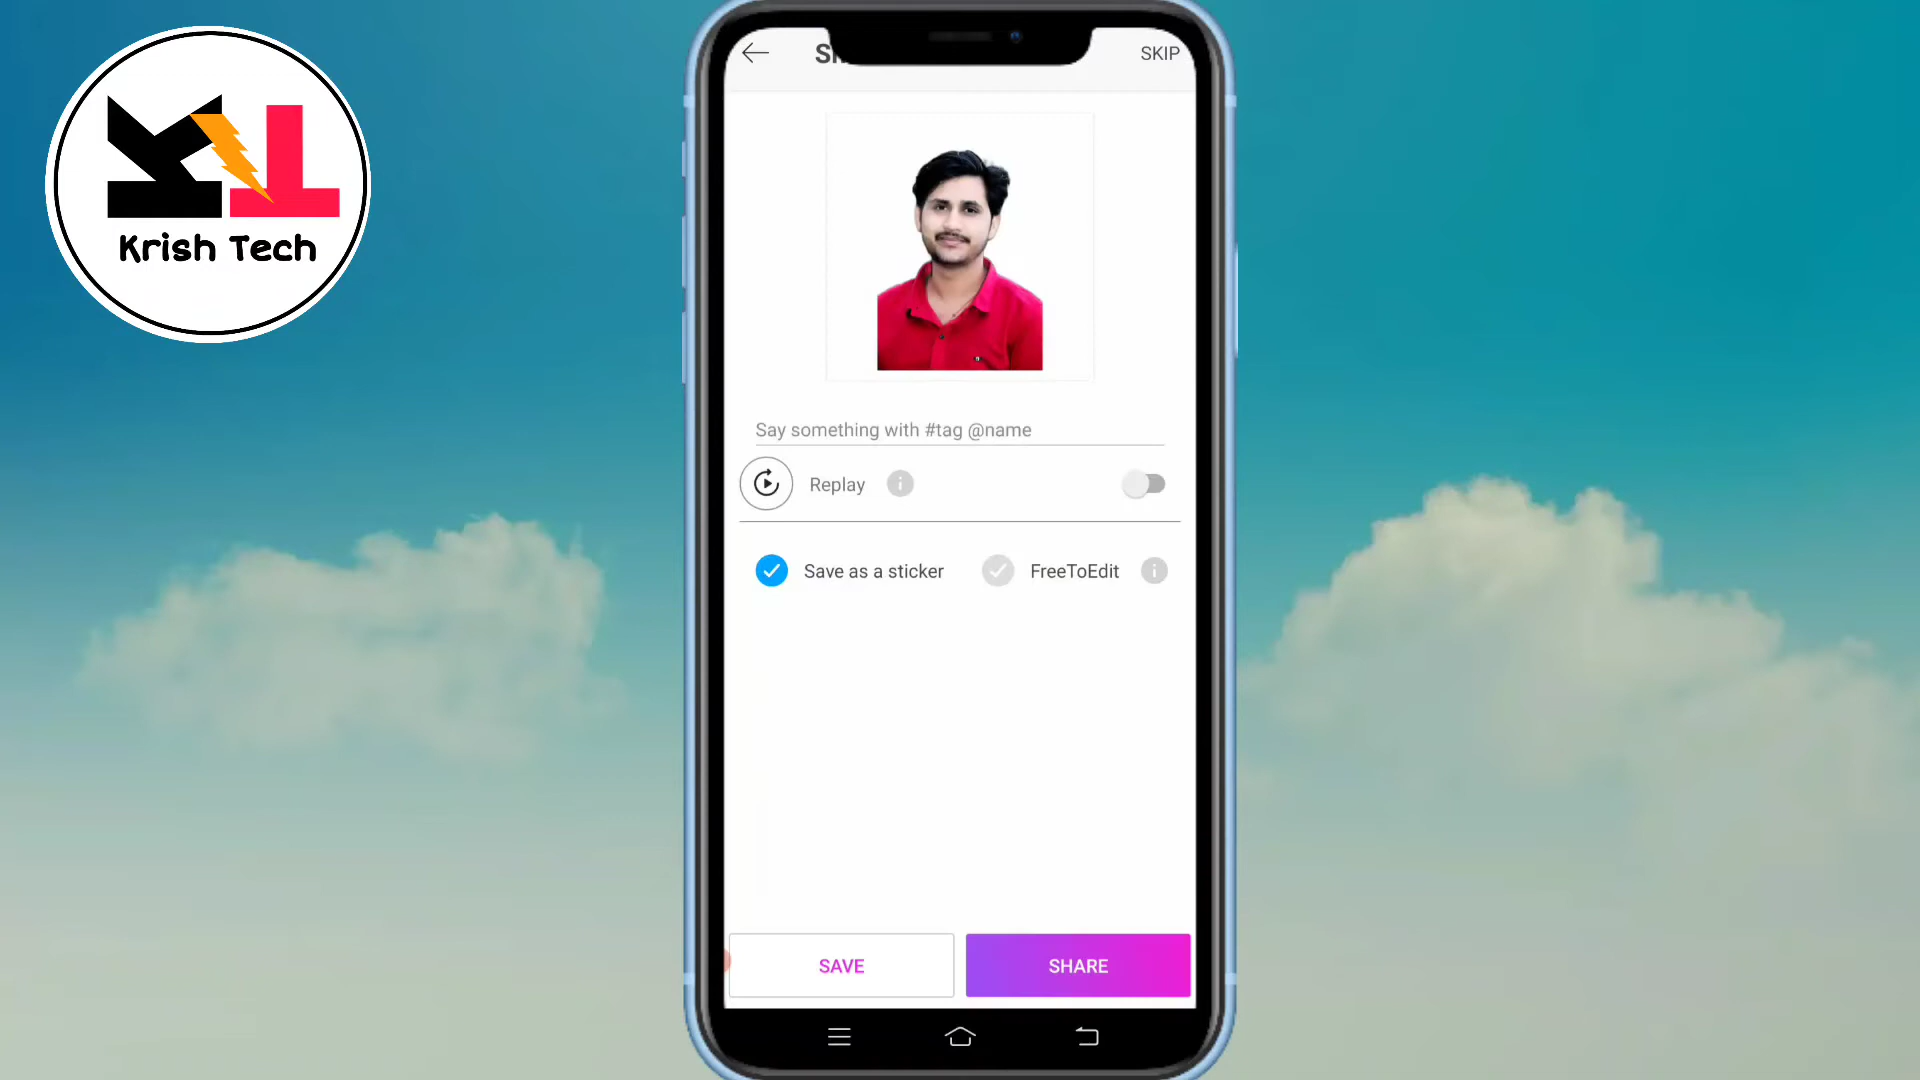 Krish Tech
SKIP
Say something with #tag @name
Replay
Save as a sticker FreeToEdit
SAVE SHARE